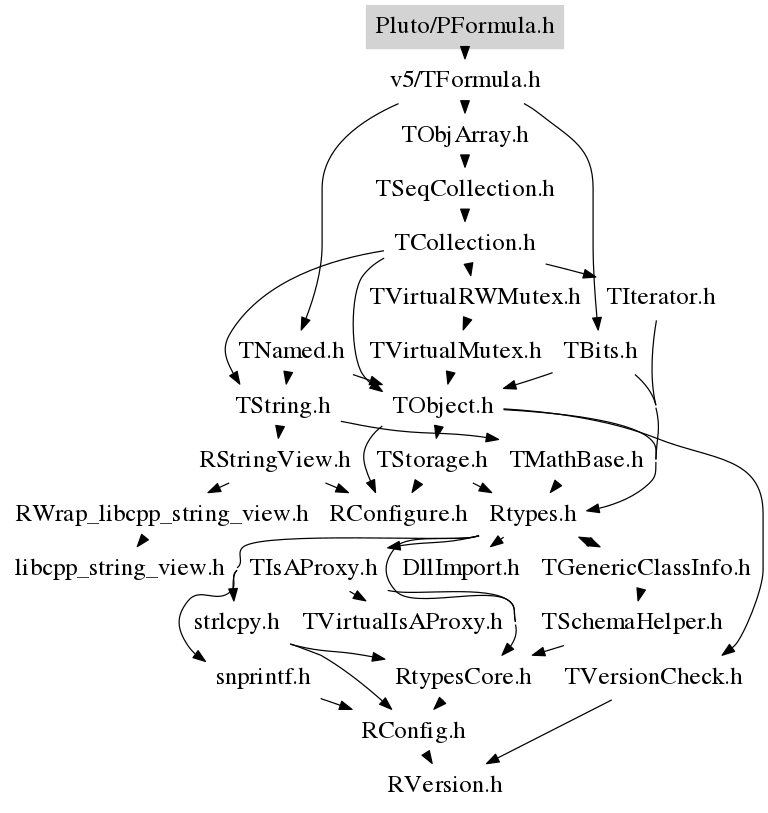 Pluto/PFormula.h
v5/TFormula.h
TObjArray.h
TSeqCollection.h
TCollection.h
TVirtualRWMutex.h
TIterator.h
TNamed.h
TVirtualMutex.h
TBits.h
TString.h
TObject.h
RStringView.h
TStorage.h
TMathBase.h
RWrap_libcpp_string_view.h
RConfigure.h
Rtypes.h
libcpp_string_view.h
TIsAProxy.h
DllImport.h
TGenericClassInfo.h
strlcpy.h
TVirtualIsAProxy.h
TSchemaHelper.h
snprintf.h
RtypesCore.h
TVersionCheck.h
RConfig.h
RVersion.h